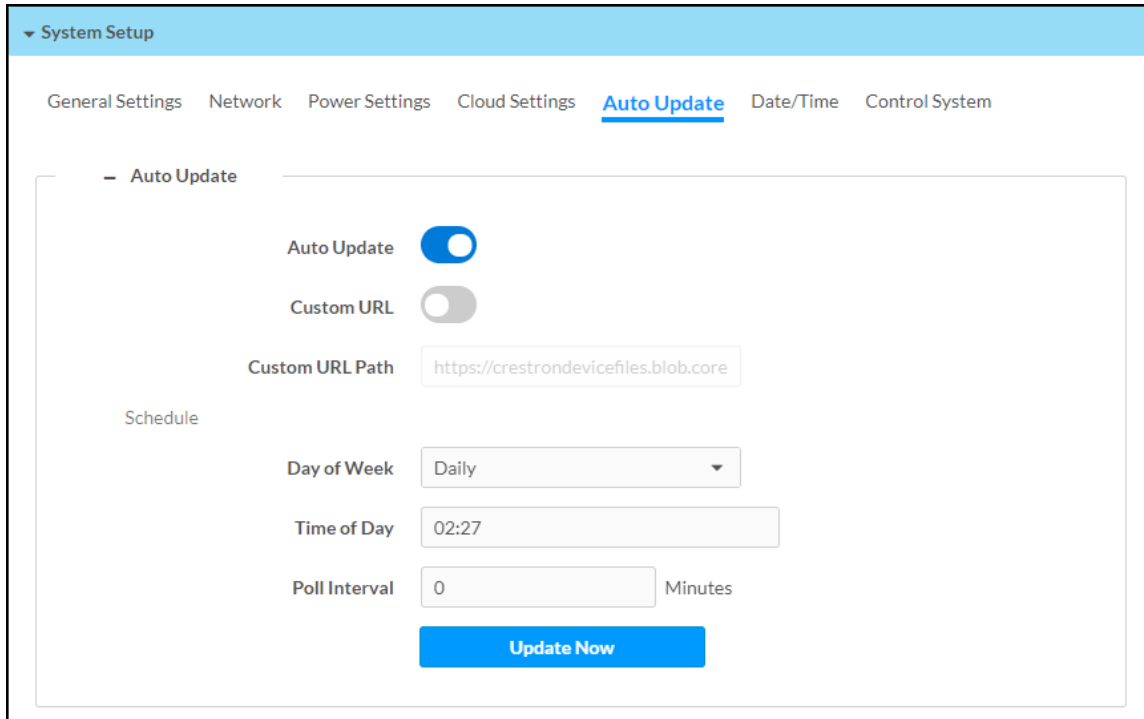 System Setup
General Settings Network Power Settings Cloud Settings Auto Update Date/Time Control System
– Auto Update
Auto Update
Custom URL
Custom URL Path https://crestrondevicefiles.blob.core
Schedule
Day of Week Daily
Time of Day 02:27
Poll Interval 0 Minutes
Update Now